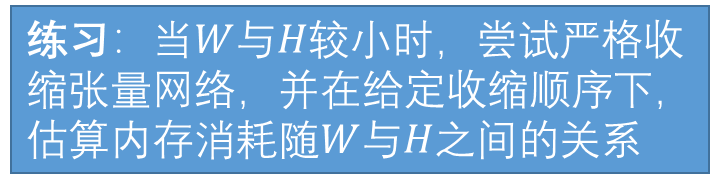 练习：当W与H较小时，尝试严格收
缩张量网络，并在给定收缩顺序下，
估算内存消耗随W与H之间的关系